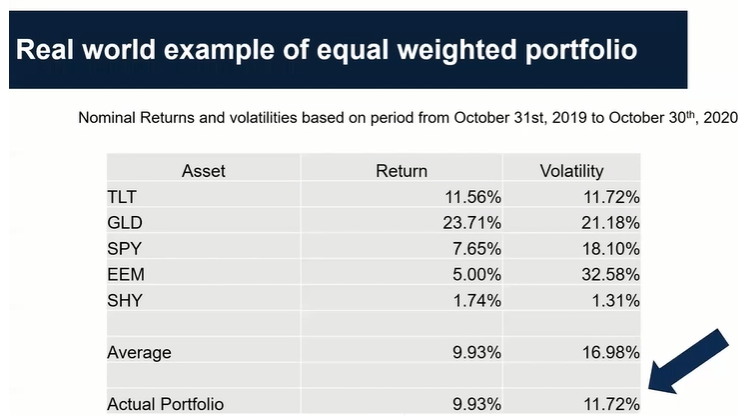 Real world example of equal weighted portfolio
Nominal Returns and volatilities based on period from October 31st, 2019 to October 30th, 2020
Asset Return Volatility
TLT 11.56% 11.72%
GLD 23.71% 21.18%
SPY 7.65% 18.10%
EEM 5.00% 32.58%
SHY 1.74% 1.31%
Average 9.93% 16.98%
Actual Portfolio 9.93% 11.72%